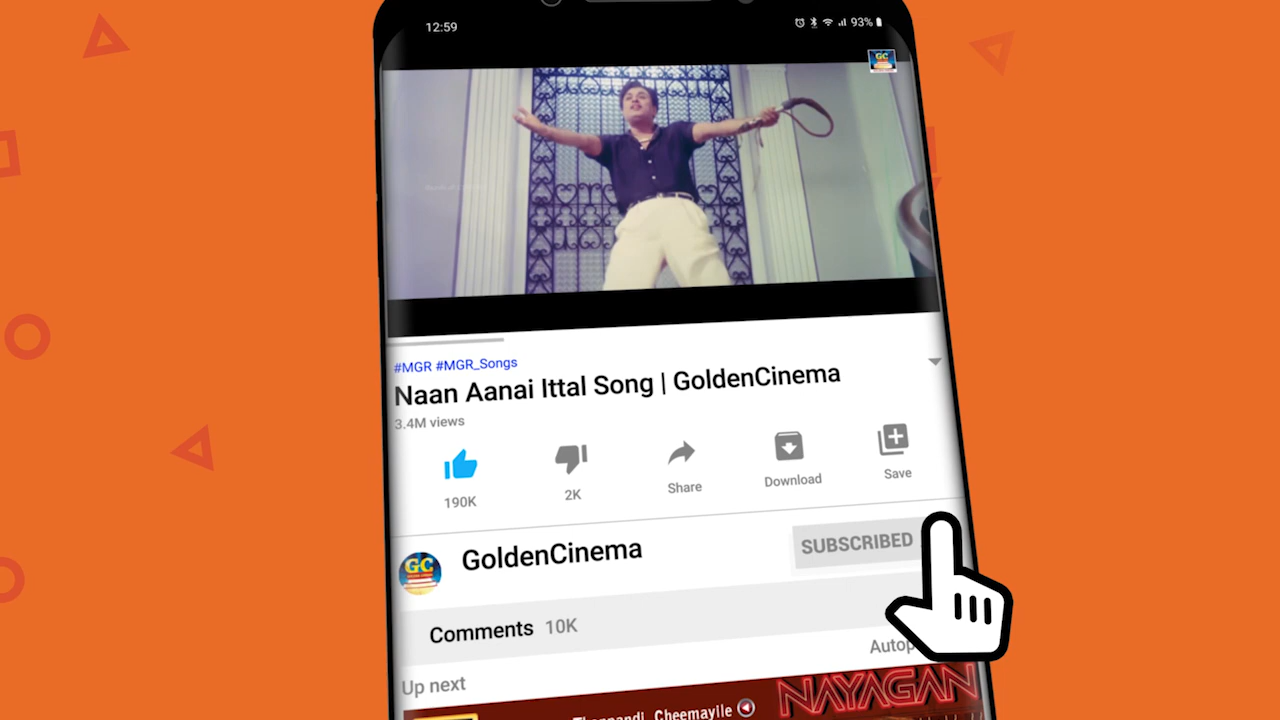 12:59
93%
GC
#MGR #MGR_Songs
Naan Aanai Ittal Song | GoldenCinema
3.4M views
190K
2K
Share
Download
Save
GC
GoldenCinema
SUBSCRIBED
Comments 10K
Autop
Up next
NAYAGAN
Cheemayile